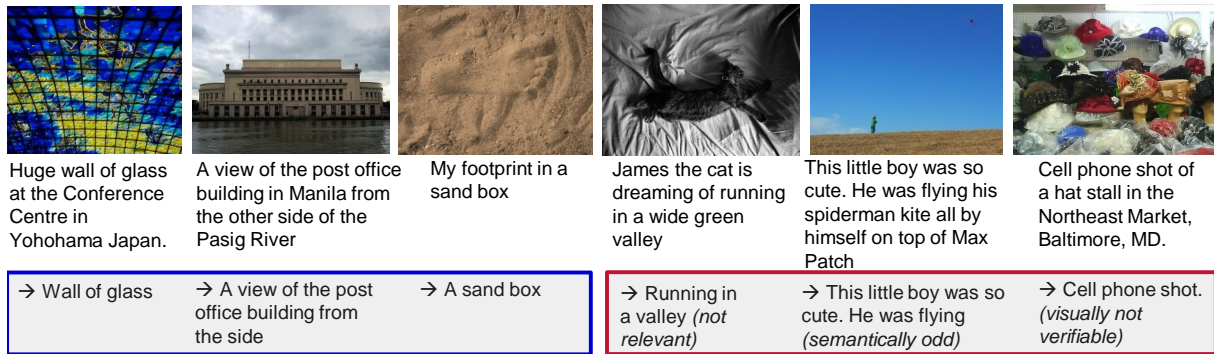 Huge wall of glass
at the Conference
Centre in
Yohohama Japan.
A view of the post office
building in Manila from
the other side of the
Pasig River
My footprint in a
sand box
James the cat is
dreaming of running
in a wide green
valley
This little boy was so
cute. He was flying his
spiderman kite all by
himself on top of Max
Patch
Cell phone shot of
a hat stall in the
Northeast Market,
Baltimore, MD.
→ Wall of glass
→ A view of the post
office building from
the side
→ A sand box
→ Running in
a valley (not
relevant)
→ This little boy was so
cute. He was flying
(semantically odd)
→ Cell phone shot.
(visually not
verifiable)